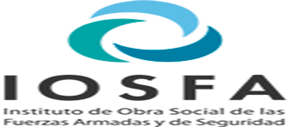 IOSFA
Instituto de Obra Social de las
Fuerzas Armadas y de Seguridad